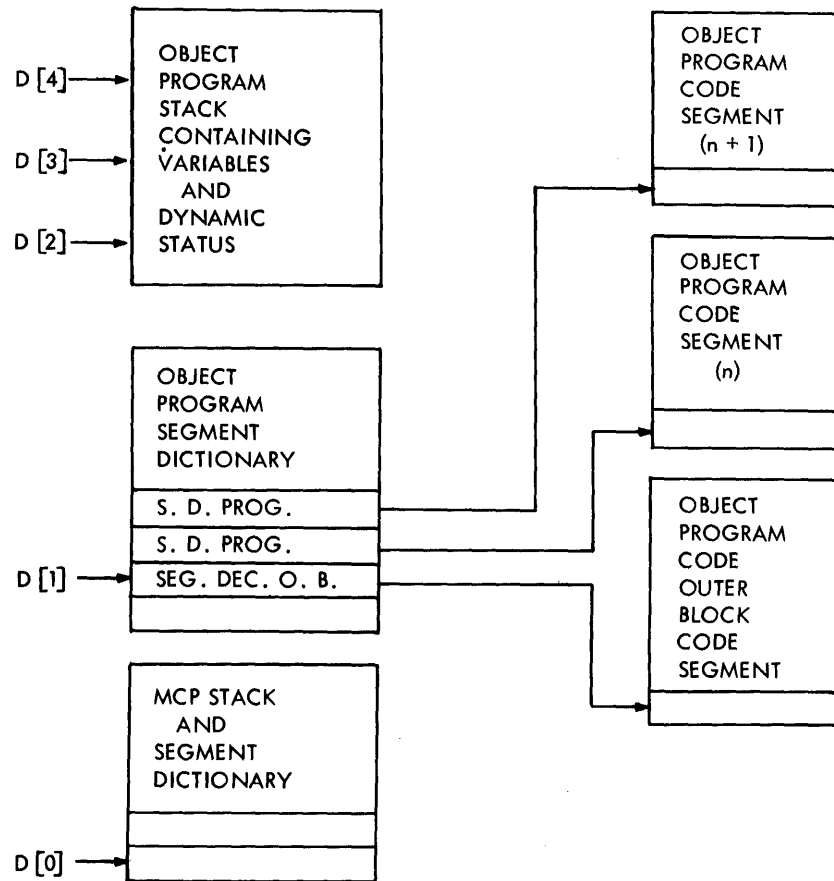 OBJECT
PROGRAM
STACK
CONTAINING
VARIABLES
AND
DYNAMIC
STATUS
D [4]
D [3]
D [2]
OBJECT
PROGRAM
SEGMENT
DICTIONARY
S. D. PROG.
S. D. PROG.
SEG. DEC. O. B.
D [1]
MCP STACK
AND
SEGMENT
DICTIONARY
D [0]
OBJECT
PROGRAM
CODE
SEGMENT
(n + 1)
OBJECT
PROGRAM
CODE
SEGMENT
(n)
OBJECT
PROGRAM
CODE
OUTER
BLOCK
CODE
SEGMENT